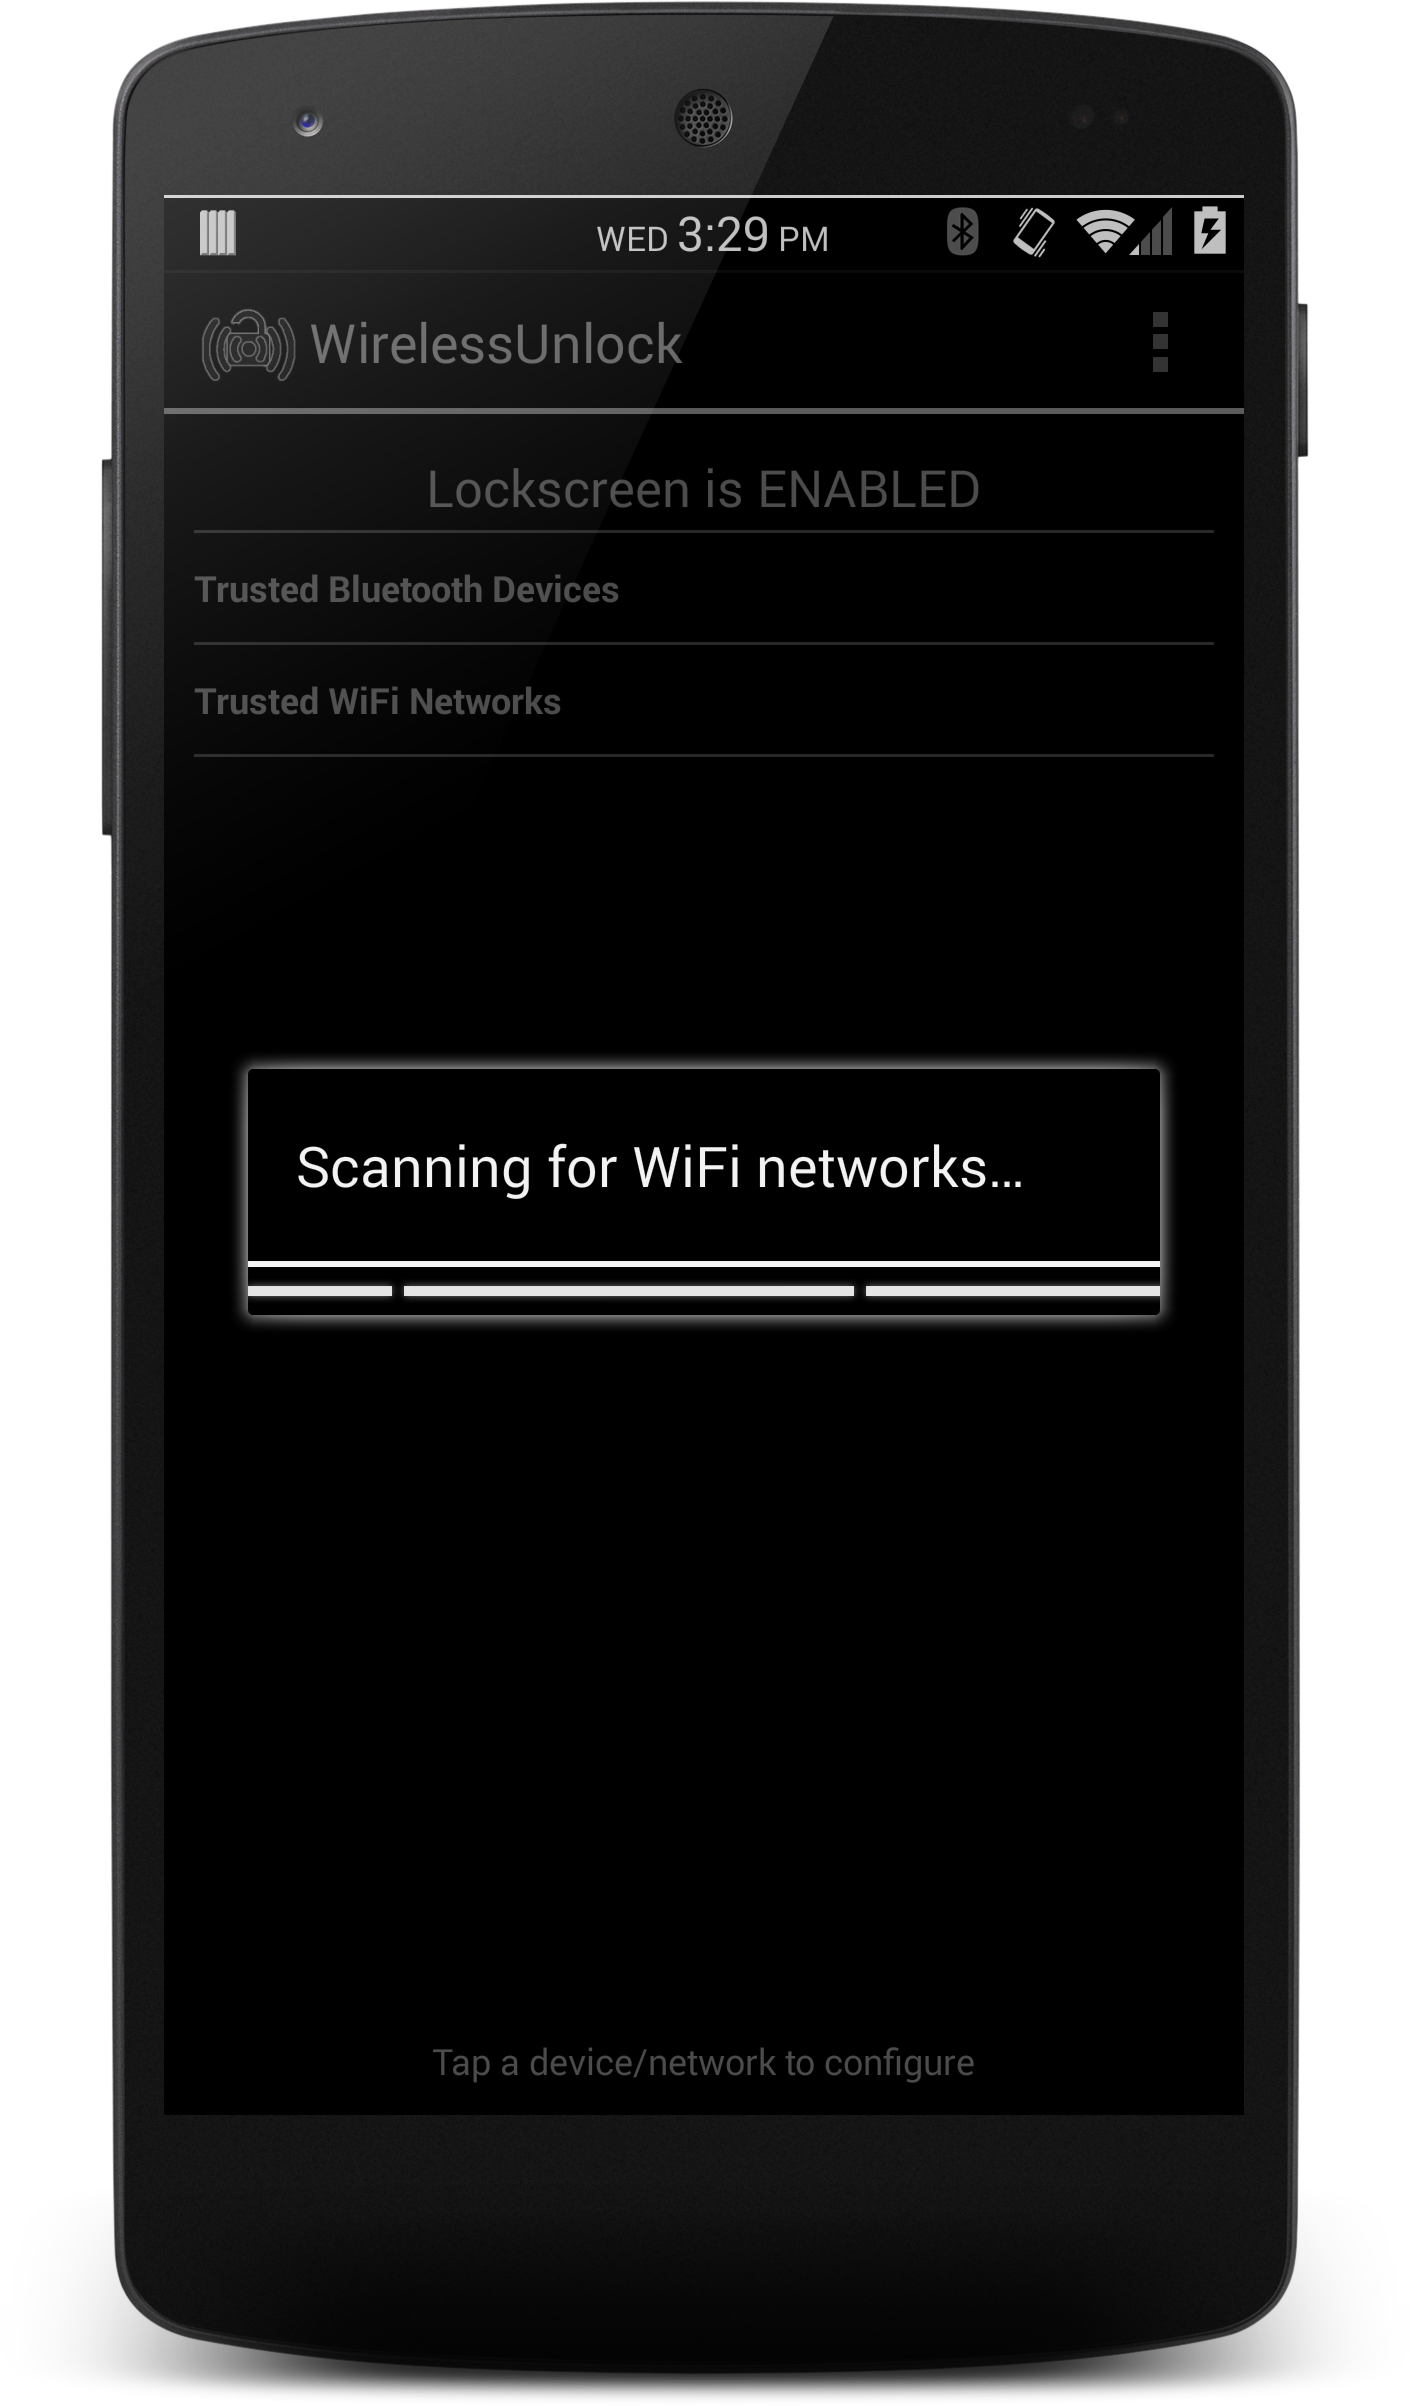 WED 3:29 PM
WirelessUnlock
Lockscreen is ENABLED
Trusted Bluetooth Devices
Trusted WiFi Networks
Scanning for WiFi networks...
Tap a device/network to configure